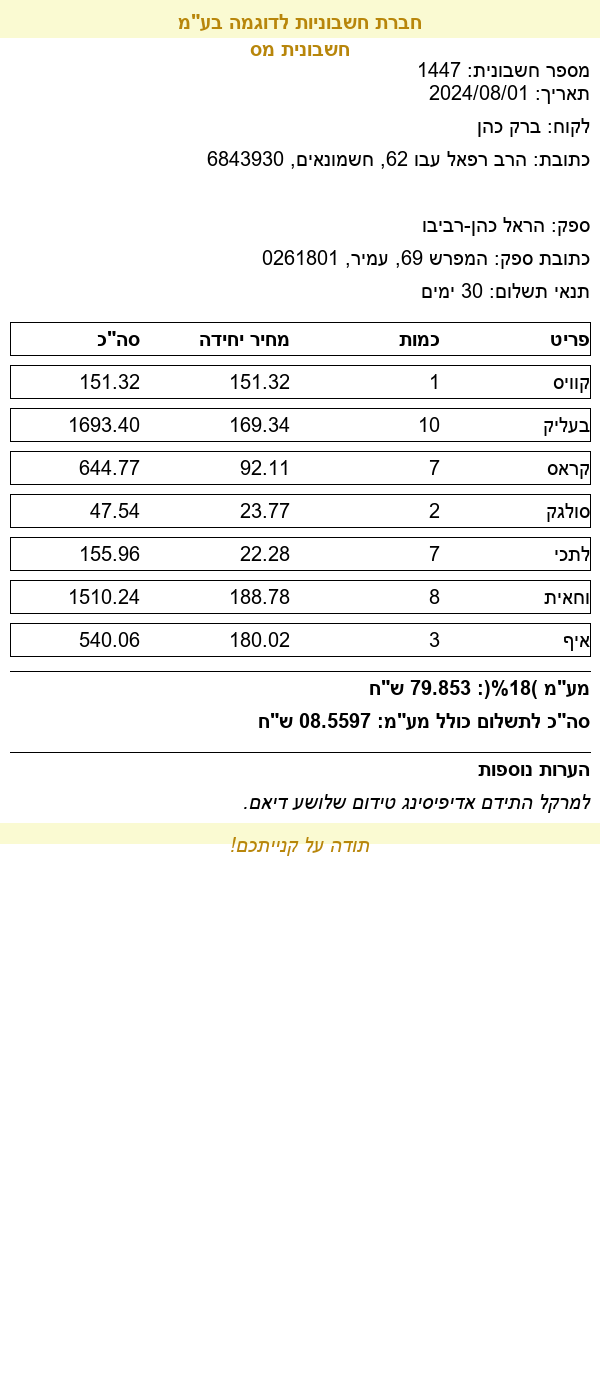 חברת חשבוניות לדוגמה בע"מ
חשבונית מס
מספר חשבונית: 1447
תאריך: 2024/08/01
לקוח: ברק כהן
כתובת: הרב רפאל עבו 62, חשמונאים, 6843930
ספק: הראל כהן-רביבו
כתובת ספק: המפרש 69, עמיר, 0261801
תנאי תשלום: 30 ימים
פריט כמות מחיר יחידה סה"כ
קוויס 1 151.32 151.32
בעליק 10 169.34 1693.40
קראס 7 92.11 644.77
סולגק 2 23.77 47.54
לתכי 7 22.28 155.96
וחאית 8 188.78 1510.24
איף 3 180.02 540.06
מע"מ )18%(: 79.853 ש"ח
סה"כ לתשלום כולל מע"מ: 08.5597 ש"ח
הערות נוספות
למרקל התידם אדיפיסינג טידום שלושע דיאם.
תודה על קנייתכם!